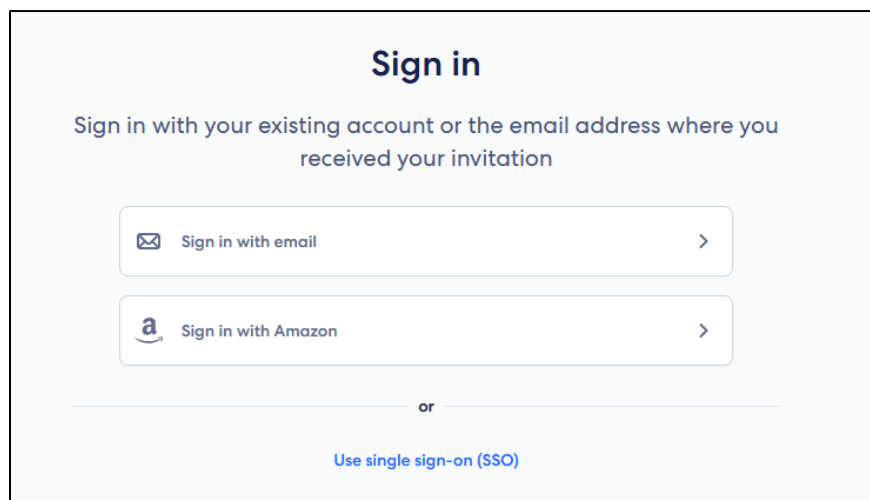 Sign in
Sign in with your existing account or the email address where you
received your invitation
Sign in with email
a
Sign in with Amazon
or
Use single sign-on (SSO)